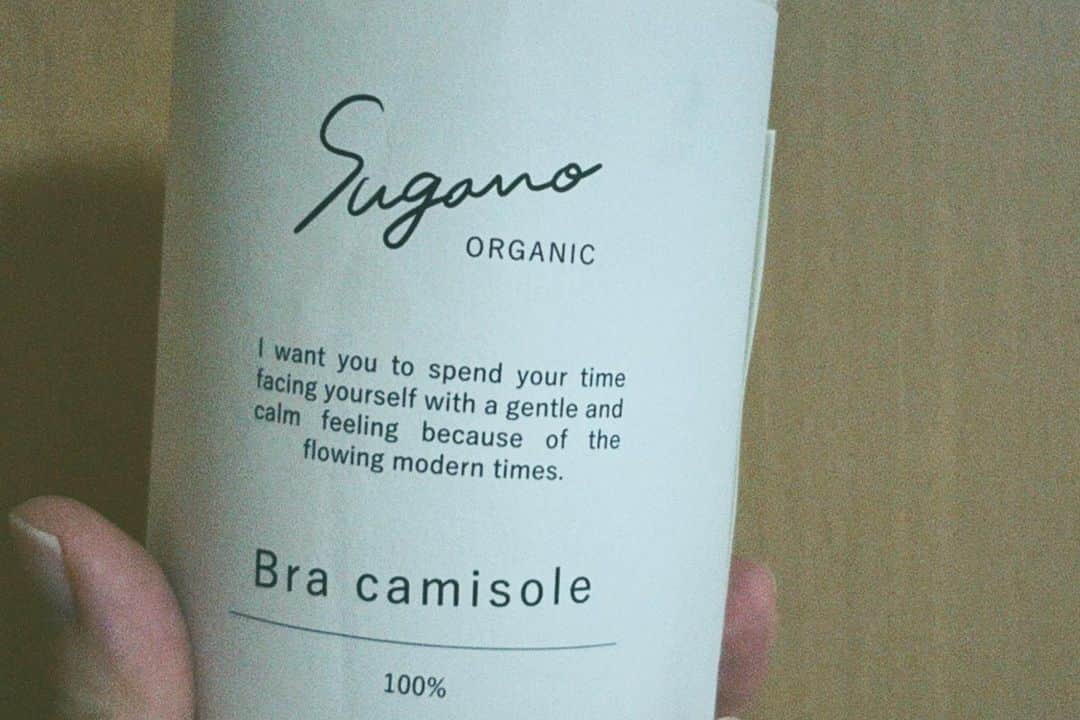 Sugano
ORGANIC
I want you to spend your time
facing yourself with a gentle and
calm feeling because of the
flowing modern times.
Bra camisole
100%